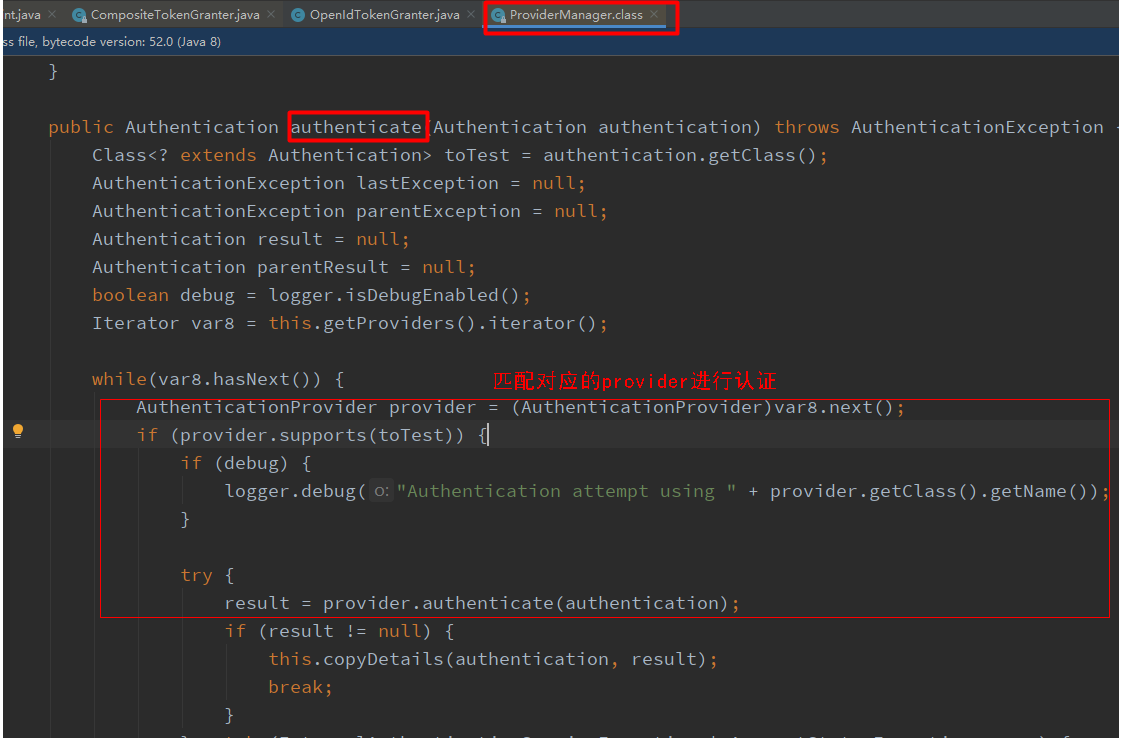 nt.java × CompositeTokenGranter.java × OpenIdTokenGranter.java × ProviderManager.class ×
ss file, bytecode version: 52.0 (Java 8)
}
public Authentication authenticate(Authentication authentication) throws AuthenticationException {
Class<? extends Authentication> toTest = authentication.getClass();
AuthenticationException lastException = null;
AuthenticationException parentException = null;
Authentication result = null;
Authentication parentResult = null;
boolean debug = logger.isDebugEnabled();
Iterator var8 = this.getProviders().iterator();
while(var8.hasNext()) {
匹配对应的provider进行认证
AuthenticationProvider provider = (AuthenticationProvider)var8.next();
if (provider.supports(toTest)) {
if (debug) {
logger.debug( o: "Authentication attempt using " + provider.getClass().getName());
}
try {
result = provider.authenticate(authentication);
if (result != null) {
this.copyDetails(authentication, result);
break;
}